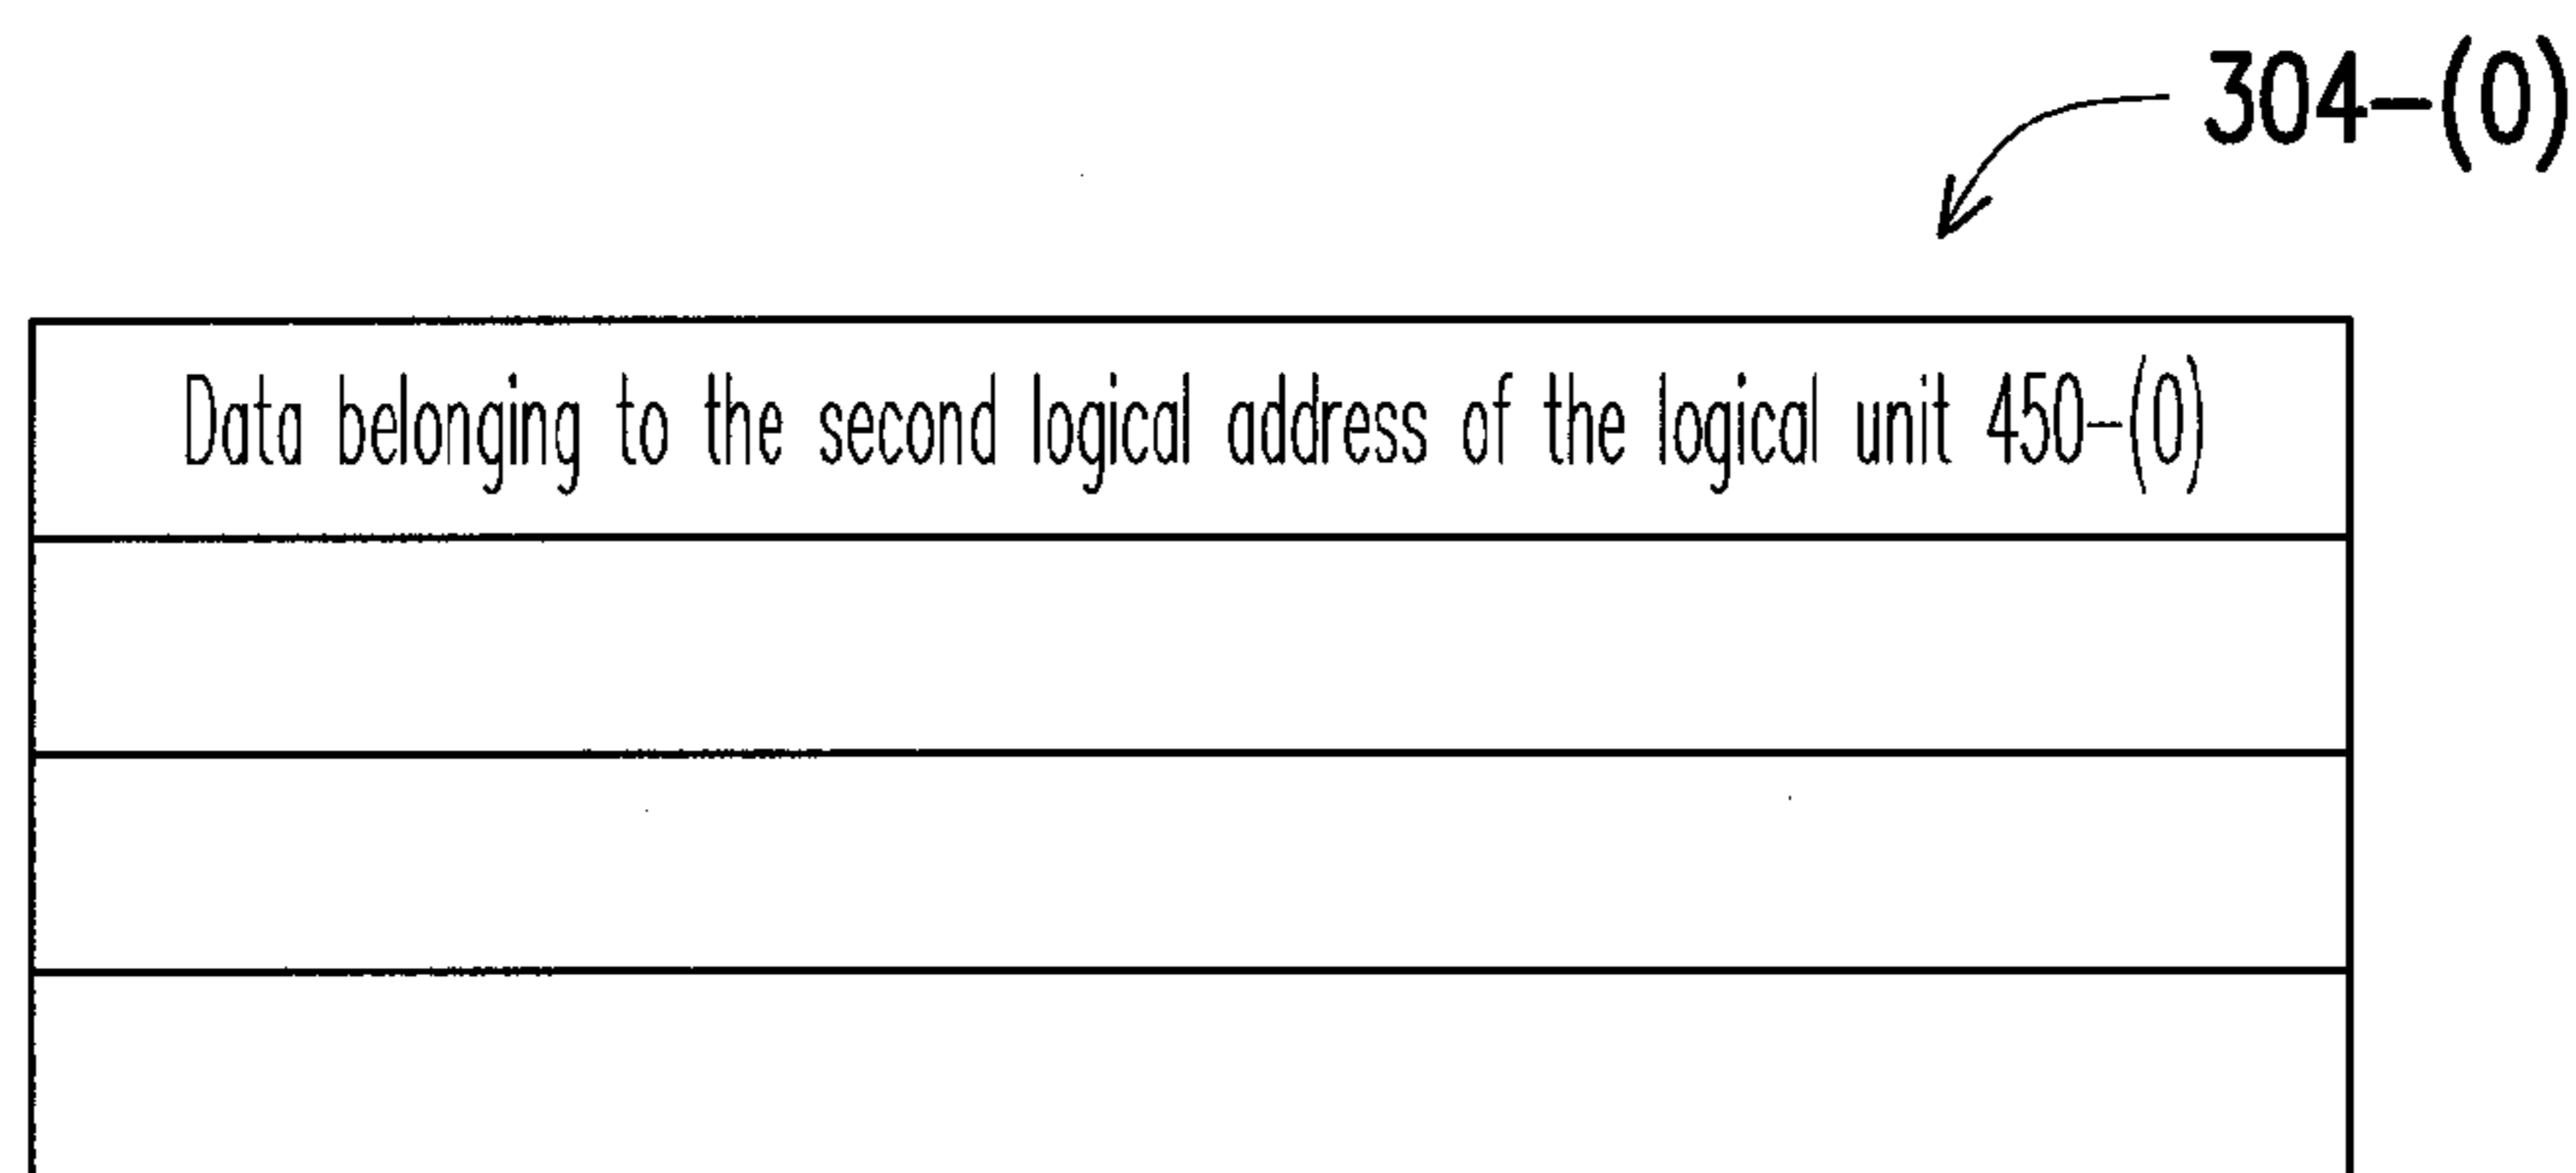 304-(0)
Data belonging to the second logical address of the logical unit 450-(0)